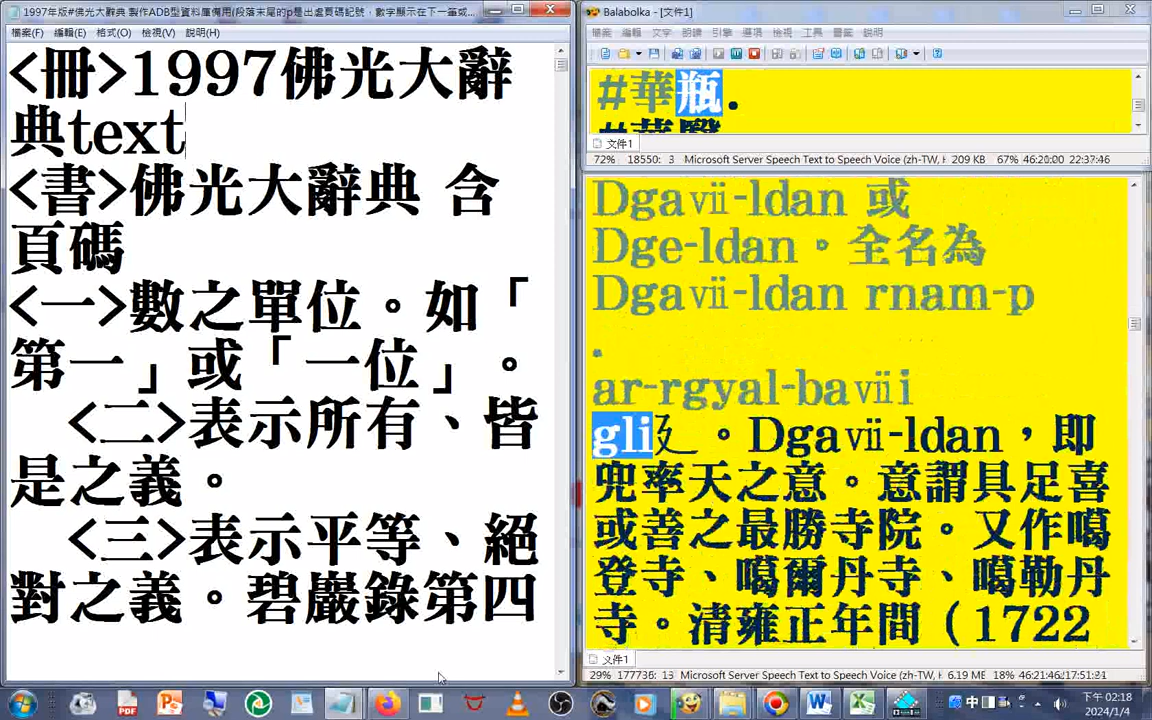 1997年版#佛光大辭典 製作ADB型資料庫備用(段落末尾的p是出處頁碼記號，數字顯示在下一筆或...
檔案(F) 編輯(E) 格式(O) 檢視(V) 說明(H)
<冊>1997佛光大辭
典text
<書>佛光大辭典 含
頁碼
<一>數之單位。如「
第一」或「一位」。
<二>表示所有、皆
是之義。
<三>表示平等、絕
對之義。碧巖錄第四
Balabolka - [文件1]
檔案 編輯 文字 朗讀 引擎 選項 檢視 工具 書籤 說明
#華瓶.
#華鬘
文件1
72% 18550: 3 Microsoft Server Speech Text to Speech Voice (zh-TW, H 209 KB 67% 46:20:00 22:37:46
Dgavii-ldan 或
Dge-ldan。全名為
Dgavii-ldan rnam-p
.
ar-rgyal-bavii i
gli廴。Dgavii-ldan，即
兜率天之意。意謂具足喜
或善之最勝寺院。又作噶
登寺、噶爾丹寺、噶勒丹
寺。清雍正年間（1722
文件1
29% 177736: 13 Microsoft Server Speech Text to Speech Voice (zh-TW, H 6.19 MB 18% 46:21:46 17:51:21
中
下午 02:18
2024/1/4